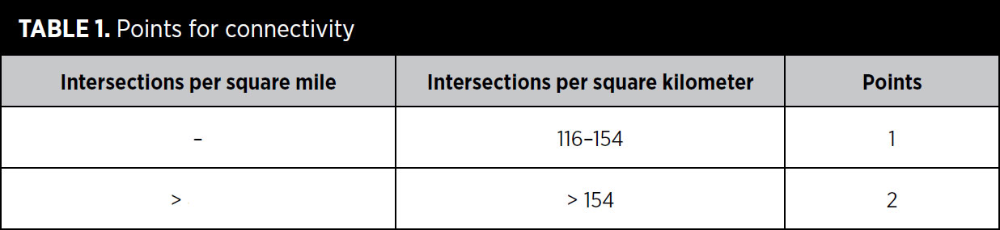 TABLE 1. Points for connectivity
Intersections per square mile Intersections per square kilometer Points
– 116–154 1
> > 154 2